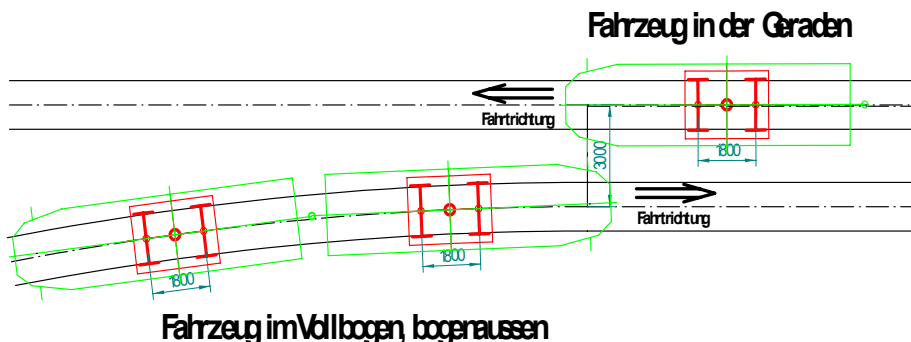 Fahrzeug in der Geraden
Fahrtrichtung
1800
3000
Fahrtrichtung
1800
1800
Fahrzeug im Vollbogen, bogenaussen